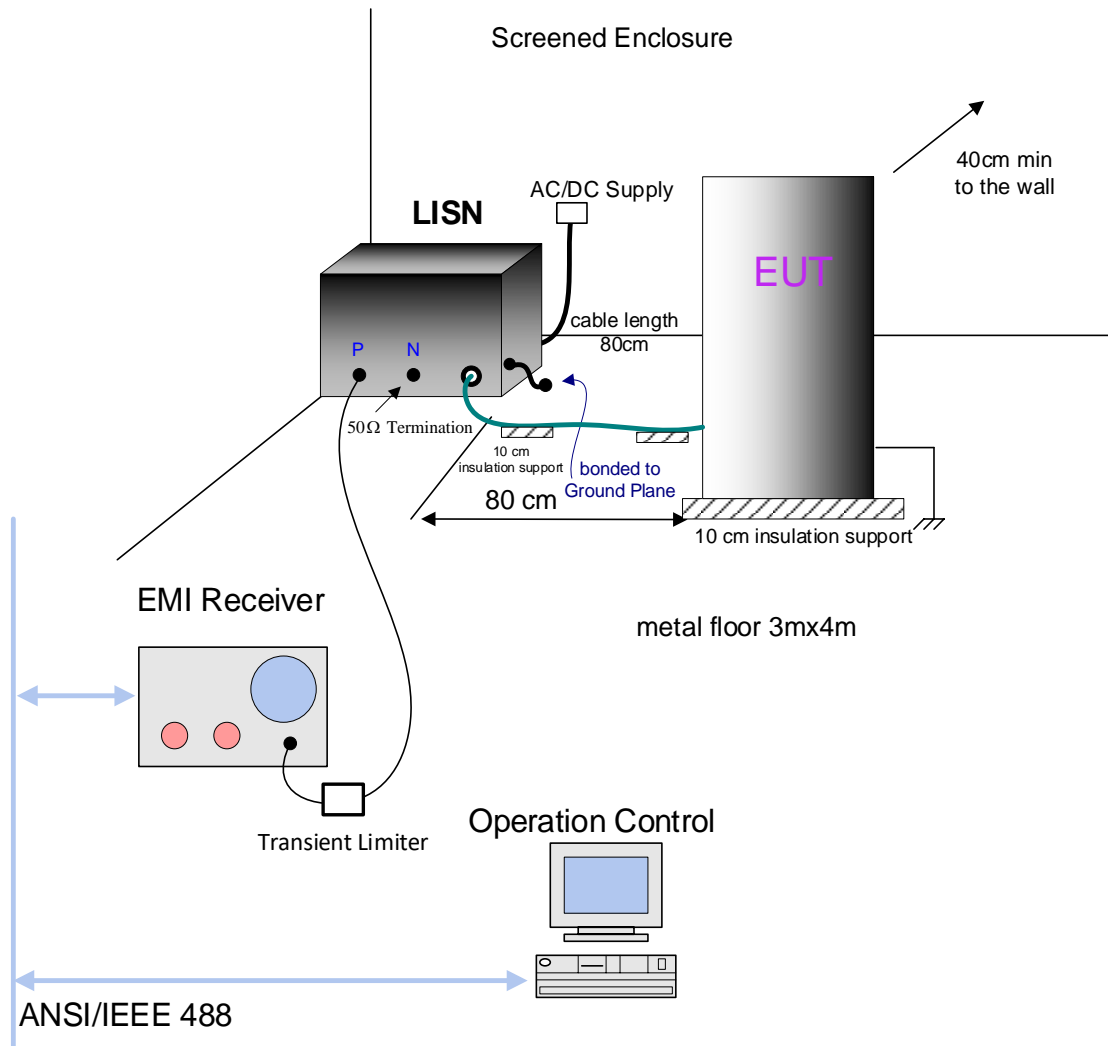 Screened Enclosure
40cm min
to the wall
AC/DC Supply
LISN
EUT
cable length
80cm
P
N
50Ω Termination
10 cm
insulation support
bonded to
Ground Plane
80 cm
10 cm insulation support
EMI Receiver
metal floor 3mx4m
Transient Limiter
Operation Control
ANSI/IEEE 488